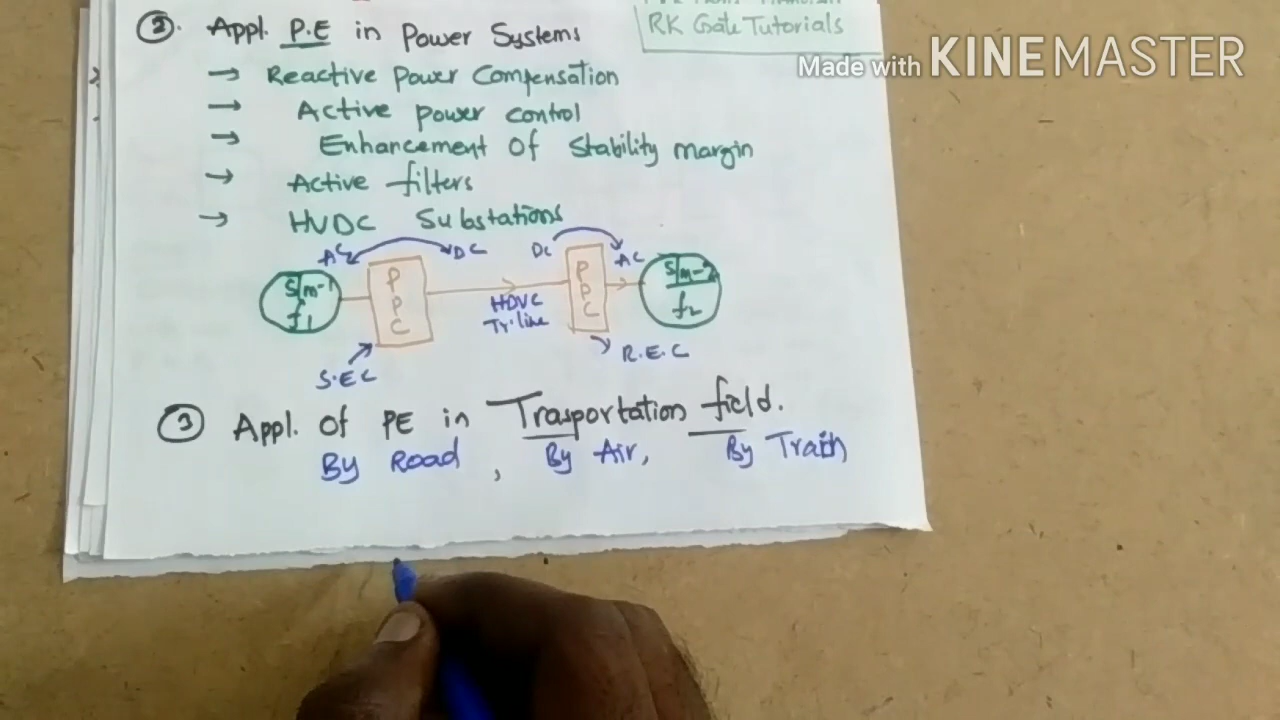 RK Gate Tutorials
Made with KINEMASTER
2. Appl. P.E in Power Systems
→ Reactive power Compensation
→ Active power control
→ Enhancement Of Stability margin
→ Active filters
→ HVDC Substations
AC DC DC AC
S/m-1 f1 PPC HDVC Tr.line PPC S/m-2 f2
S.E.C R.E.C
3 Appl. of PE in Trasportation field.
By Road, By Air, By Train